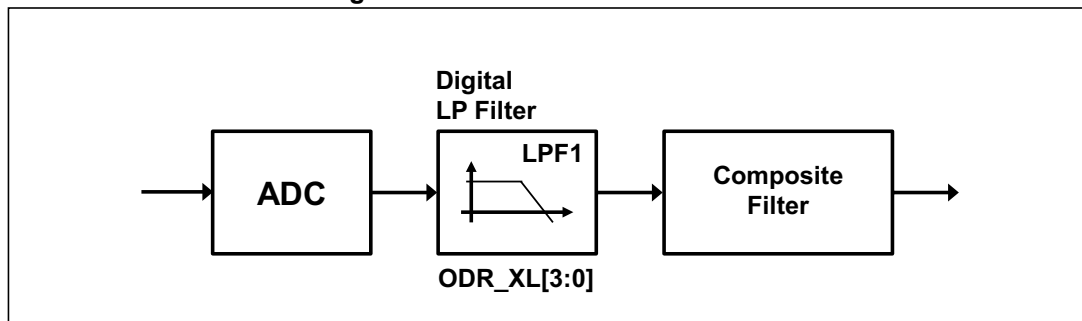 Digital
LP Filter
LPF1
ADC
Composite
Filter
ODR_XL[3:0]